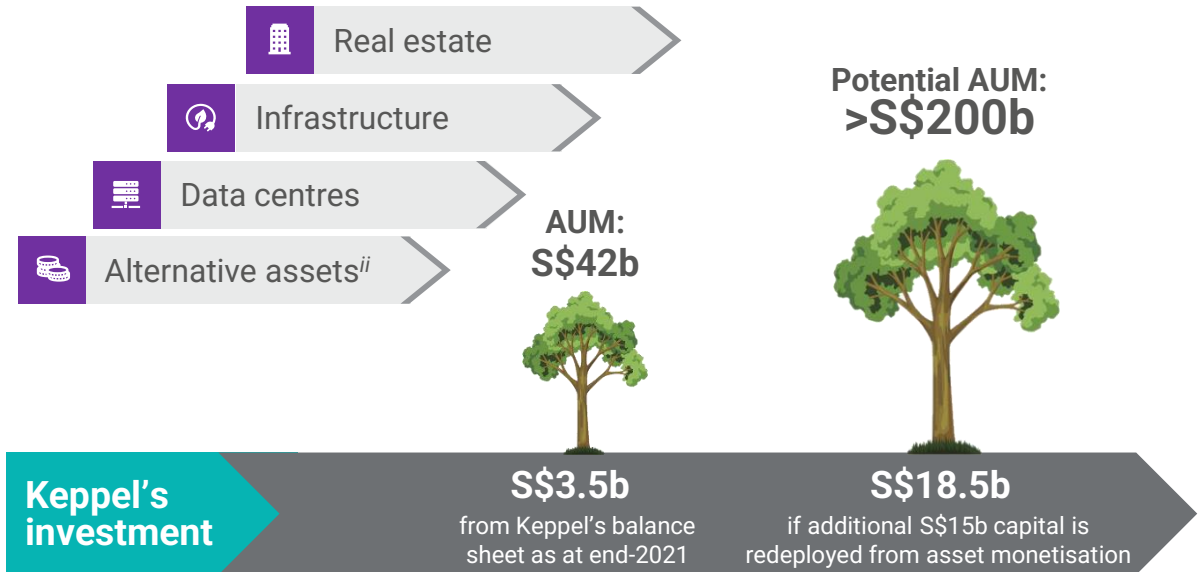 Real estate
Infrastructure
Data centres
Alternative assetsⁱⁱ
Potential AUM:
>S$200b
AUM:
S$42b
Keppel’s
investment
S$3.5b
from Keppel’s balance
sheet as at end-2021
S$18.5b
if additional S$15b capital is
redeployed from asset monetisation